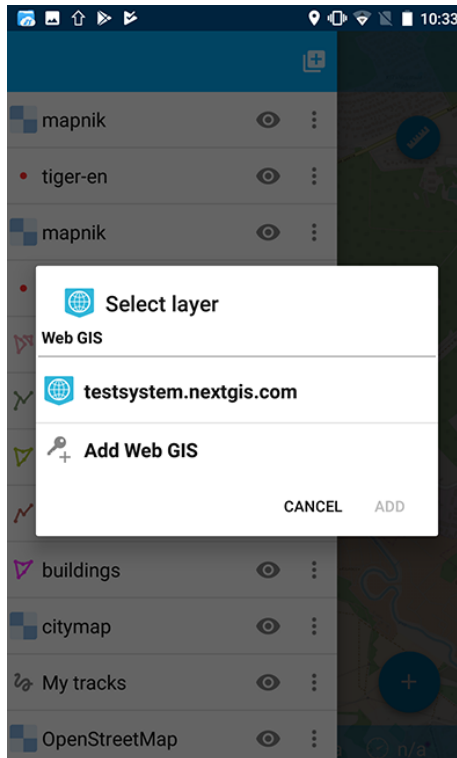 10:33
mapnik
tiger-en
mapnik
Select layer
Web GIS
testsystem.nextgis.com
Add Web GIS
CANCEL ADD
buildings
citymap
My tracks
OpenStreetMap
n/a